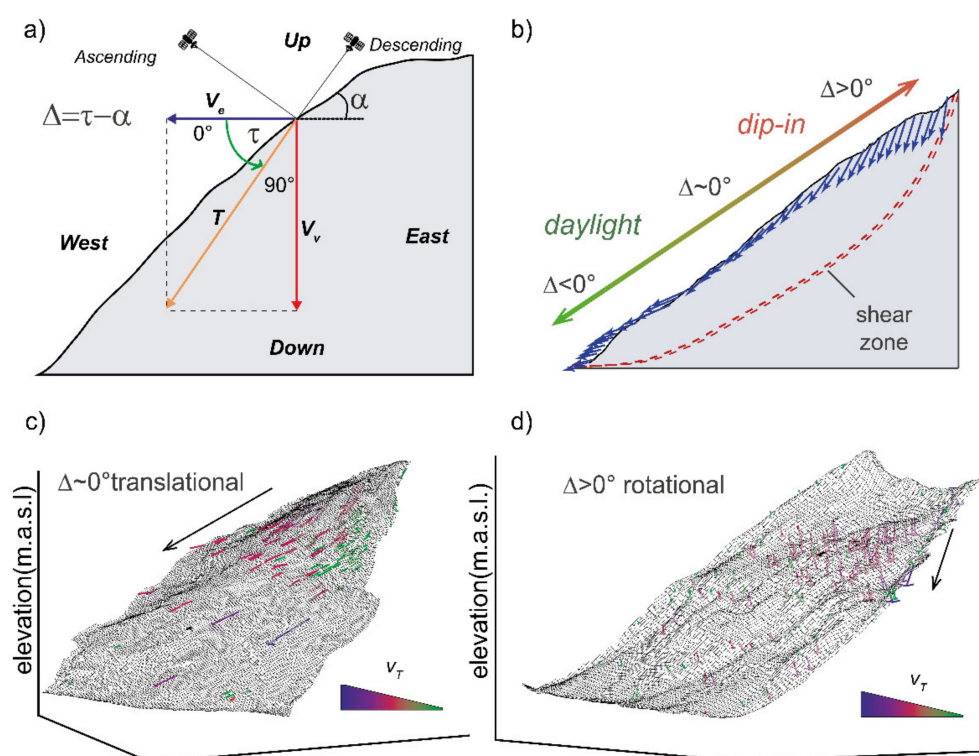 a)
Up
Ascending
Descending
Δ=τ−α
V_e
α
0°
τ
90°
T
V_v
West
East
Down
b)
Δ>0°
dip-in
Δ~0°
daylight
Δ<0°
shear
zone
c)
Δ~0°translational
elevation(m.a.s.l.)
v_T
d)
Δ>0° rotational
elevation(m.a.s.l.)
v_T